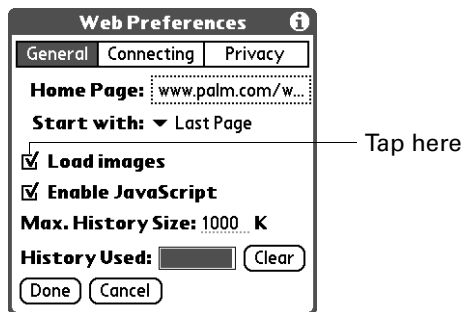 Web Preferences i
General Connecting Privacy
Home Page: www.palm.com/w...
Start with: Last Page
Tap here
Load images
Enable JavaScript
Max. History Size: 1000 K
History Used: Clear
Done Cancel